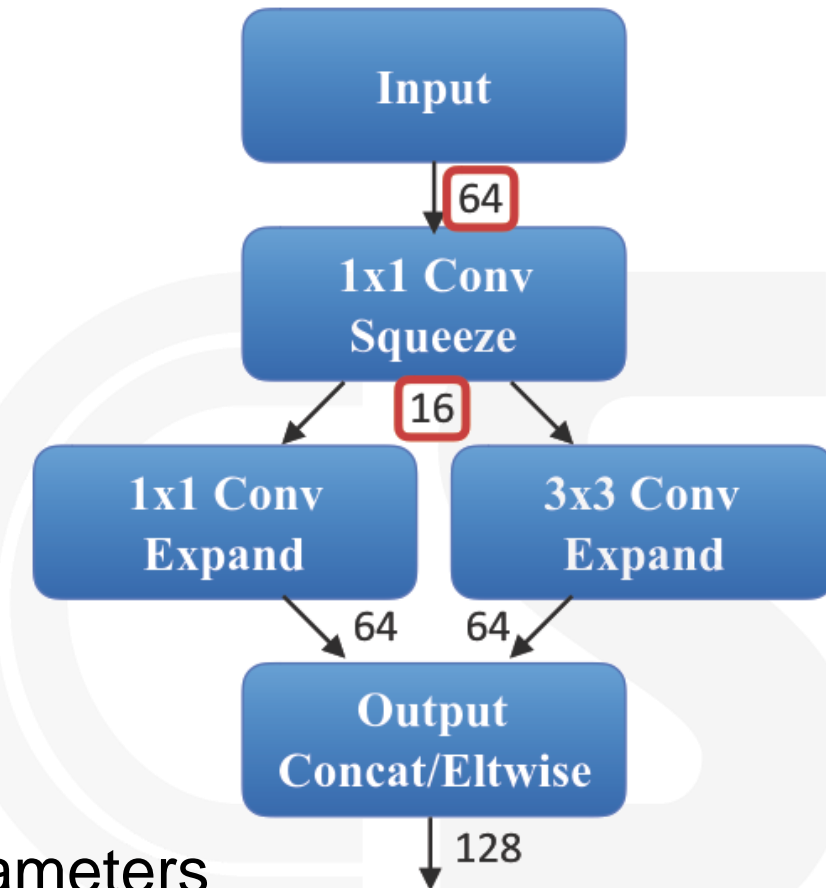 Input
64
1x1 Conv
Squeeze
16
1x1 Conv
Expand
3x3 Conv
Expand
64
64
Output
Concat/Eltwise
128